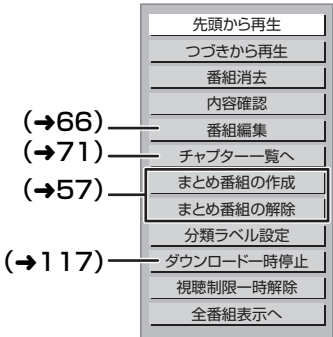 先頭から再生
つづきから再生
番組消去
内容確認
(➜66) 番組編集
(➜71) チャプター一覧へ
(➜57) まとめ番組の作成
まとめ番組の解除
分類ラベル設定
(➜117) ダウンロード一時停止
視聴制限一時解除
全番組表示へ